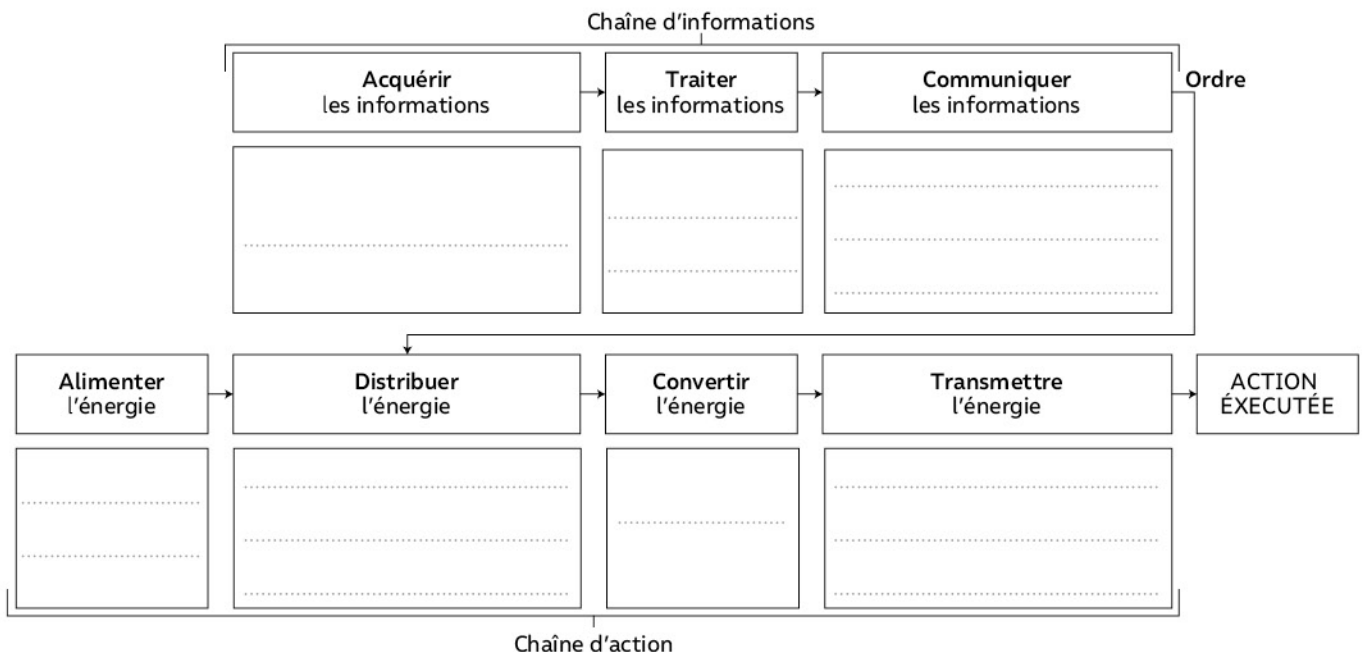 Chaîne d'informations
Acquérir
les informations
Traiter
les informations
Communiquer
les informations
Ordre
Alimenter
l'énergie
Distribuer
l'énergie
Convertir
l'énergie
Transmettre
l'énergie
ACTION
ÉXECUTÉE
Chaîne d'action